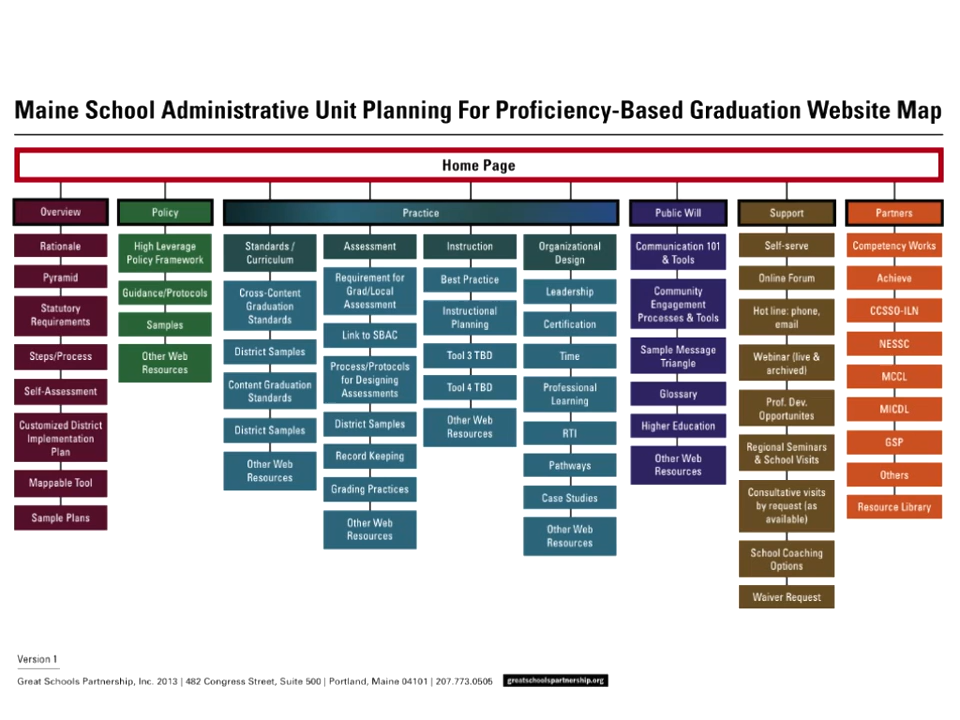 Maine School Administrative Unit Planning For Proficiency-Based Graduation Website Map
Home Page
Overview
Rationale
Pyramid
Statutory
Requirements
Steps/Process
Self-Assessment
Customized District
Implementation
Plan
Mappable Tool
Sample Plans
Policy
High Leverage
Policy Framework
Guidance/Protocols
Samples
Other Web
Resources
Practice
Standards /
Curriculum
Cross-Content
Graduation
Standards
District Samples
Content Graduation
Standards
District Samples
Other Web
Resources
Assessment
Requirement for
Grad/Local
Assessment
Link to SBAC
Process/Protocols
for Designing
Assessments
District Samples
Record Keeping
Grading Practices
Other Web
Resources
Instruction
Best Practice
Instructional
Planning
Tool 3 TBD
Tool 4 TBD
Other Web
Resources
Organizational
Design
Leadership
Certification
Time
Professional
Learning
RTI
Pathways
Case Studies
Other Web
Resources
Public Will
Communication 101
& Tools
Community
Engagement
Processes & Tools
Sample Message
Triangle
Glossary
Higher Education
Other Web
Resources
Support
Self-serve
Online Forum
Hot line: phone,
email
Webinar (live &
archived)
Prof. Dev.
Opportunites
Regional Seminars
& School Visits
Consultative visits
by request (as
available)
School Coaching
Options
Waiver Request
Partners
Competency Works
Achieve
CCSSO-ILN
NESSC
MCCL
MICDL
GSP
Others
Resource Library
Version 1
Great Schools Partnership, Inc. 2013 | 482 Congress Street, Suite 500 | Portland, Maine 04101 | 207.773.0505 greatschoolspartnership.org